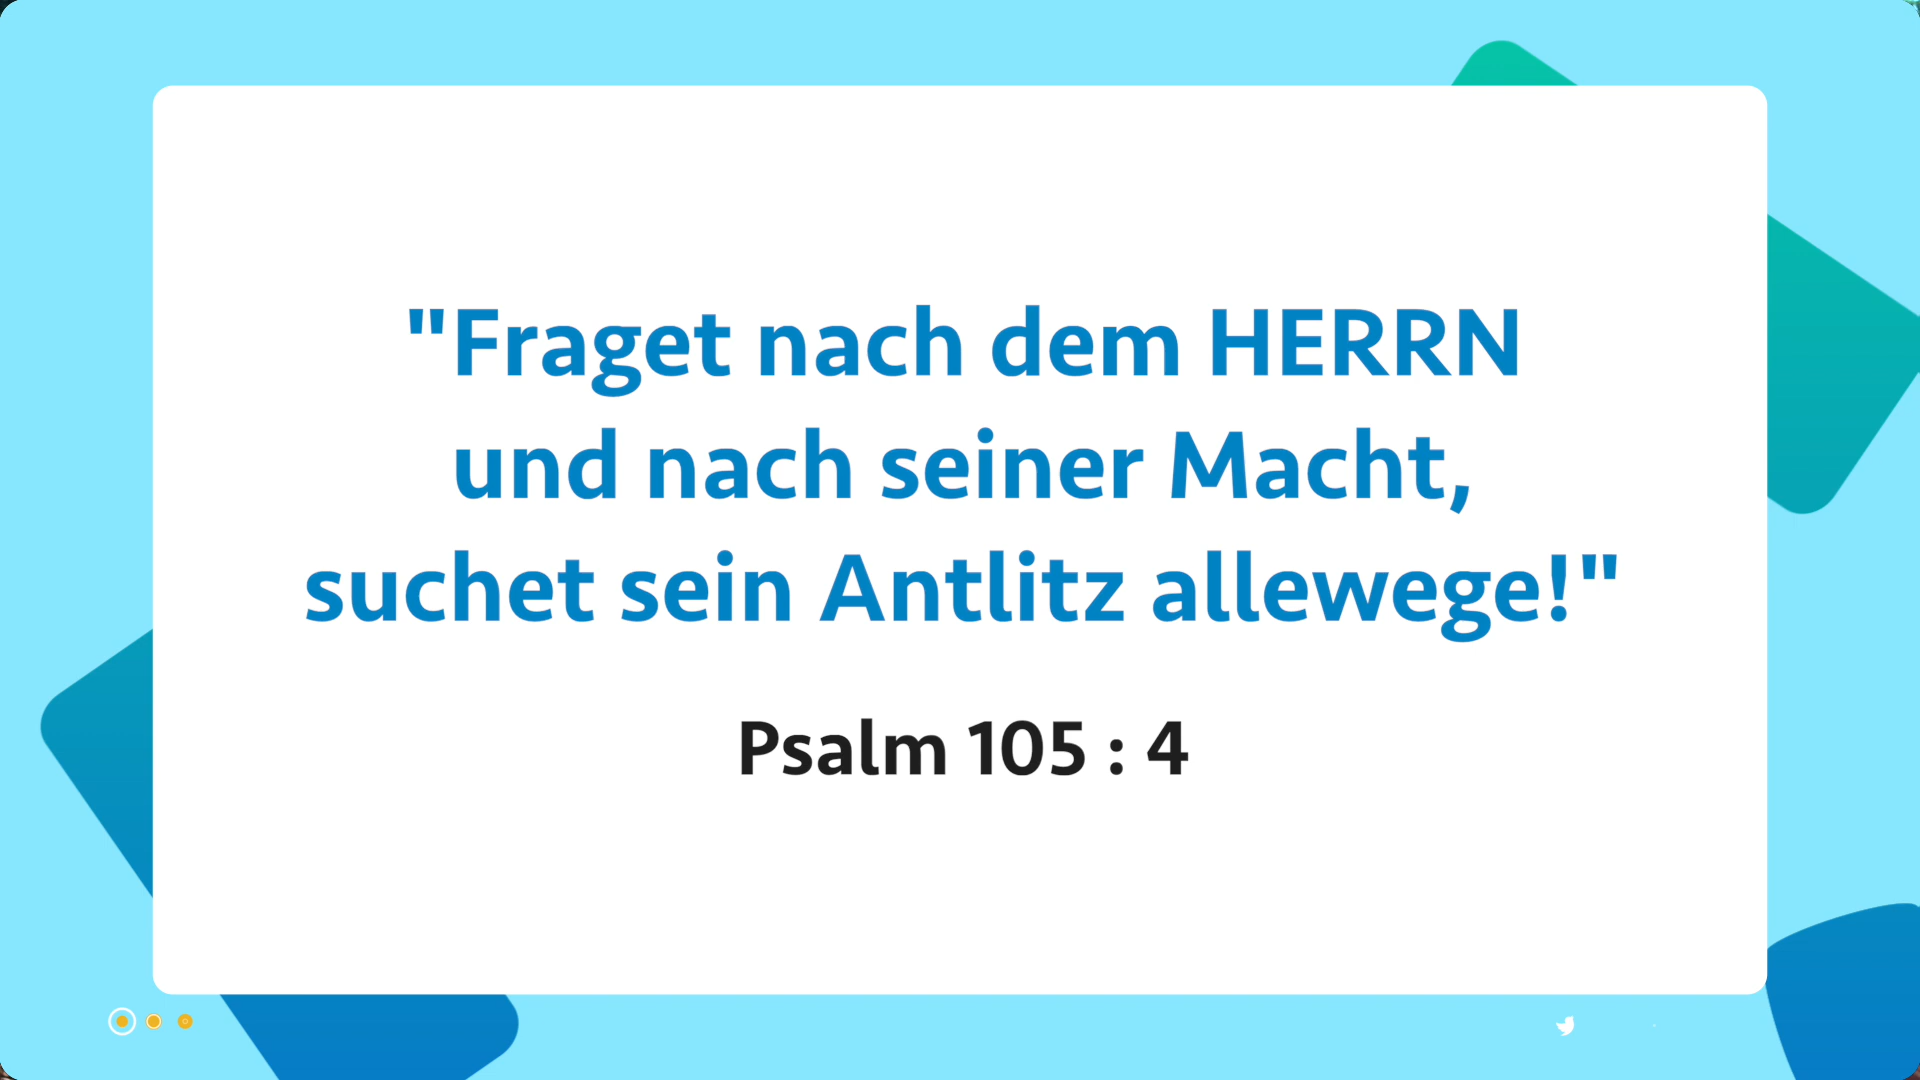 "Fraget nach dem HERRN
und nach seiner Macht,
suchet sein Antlitz allewege!"
Psalm 105 : 4